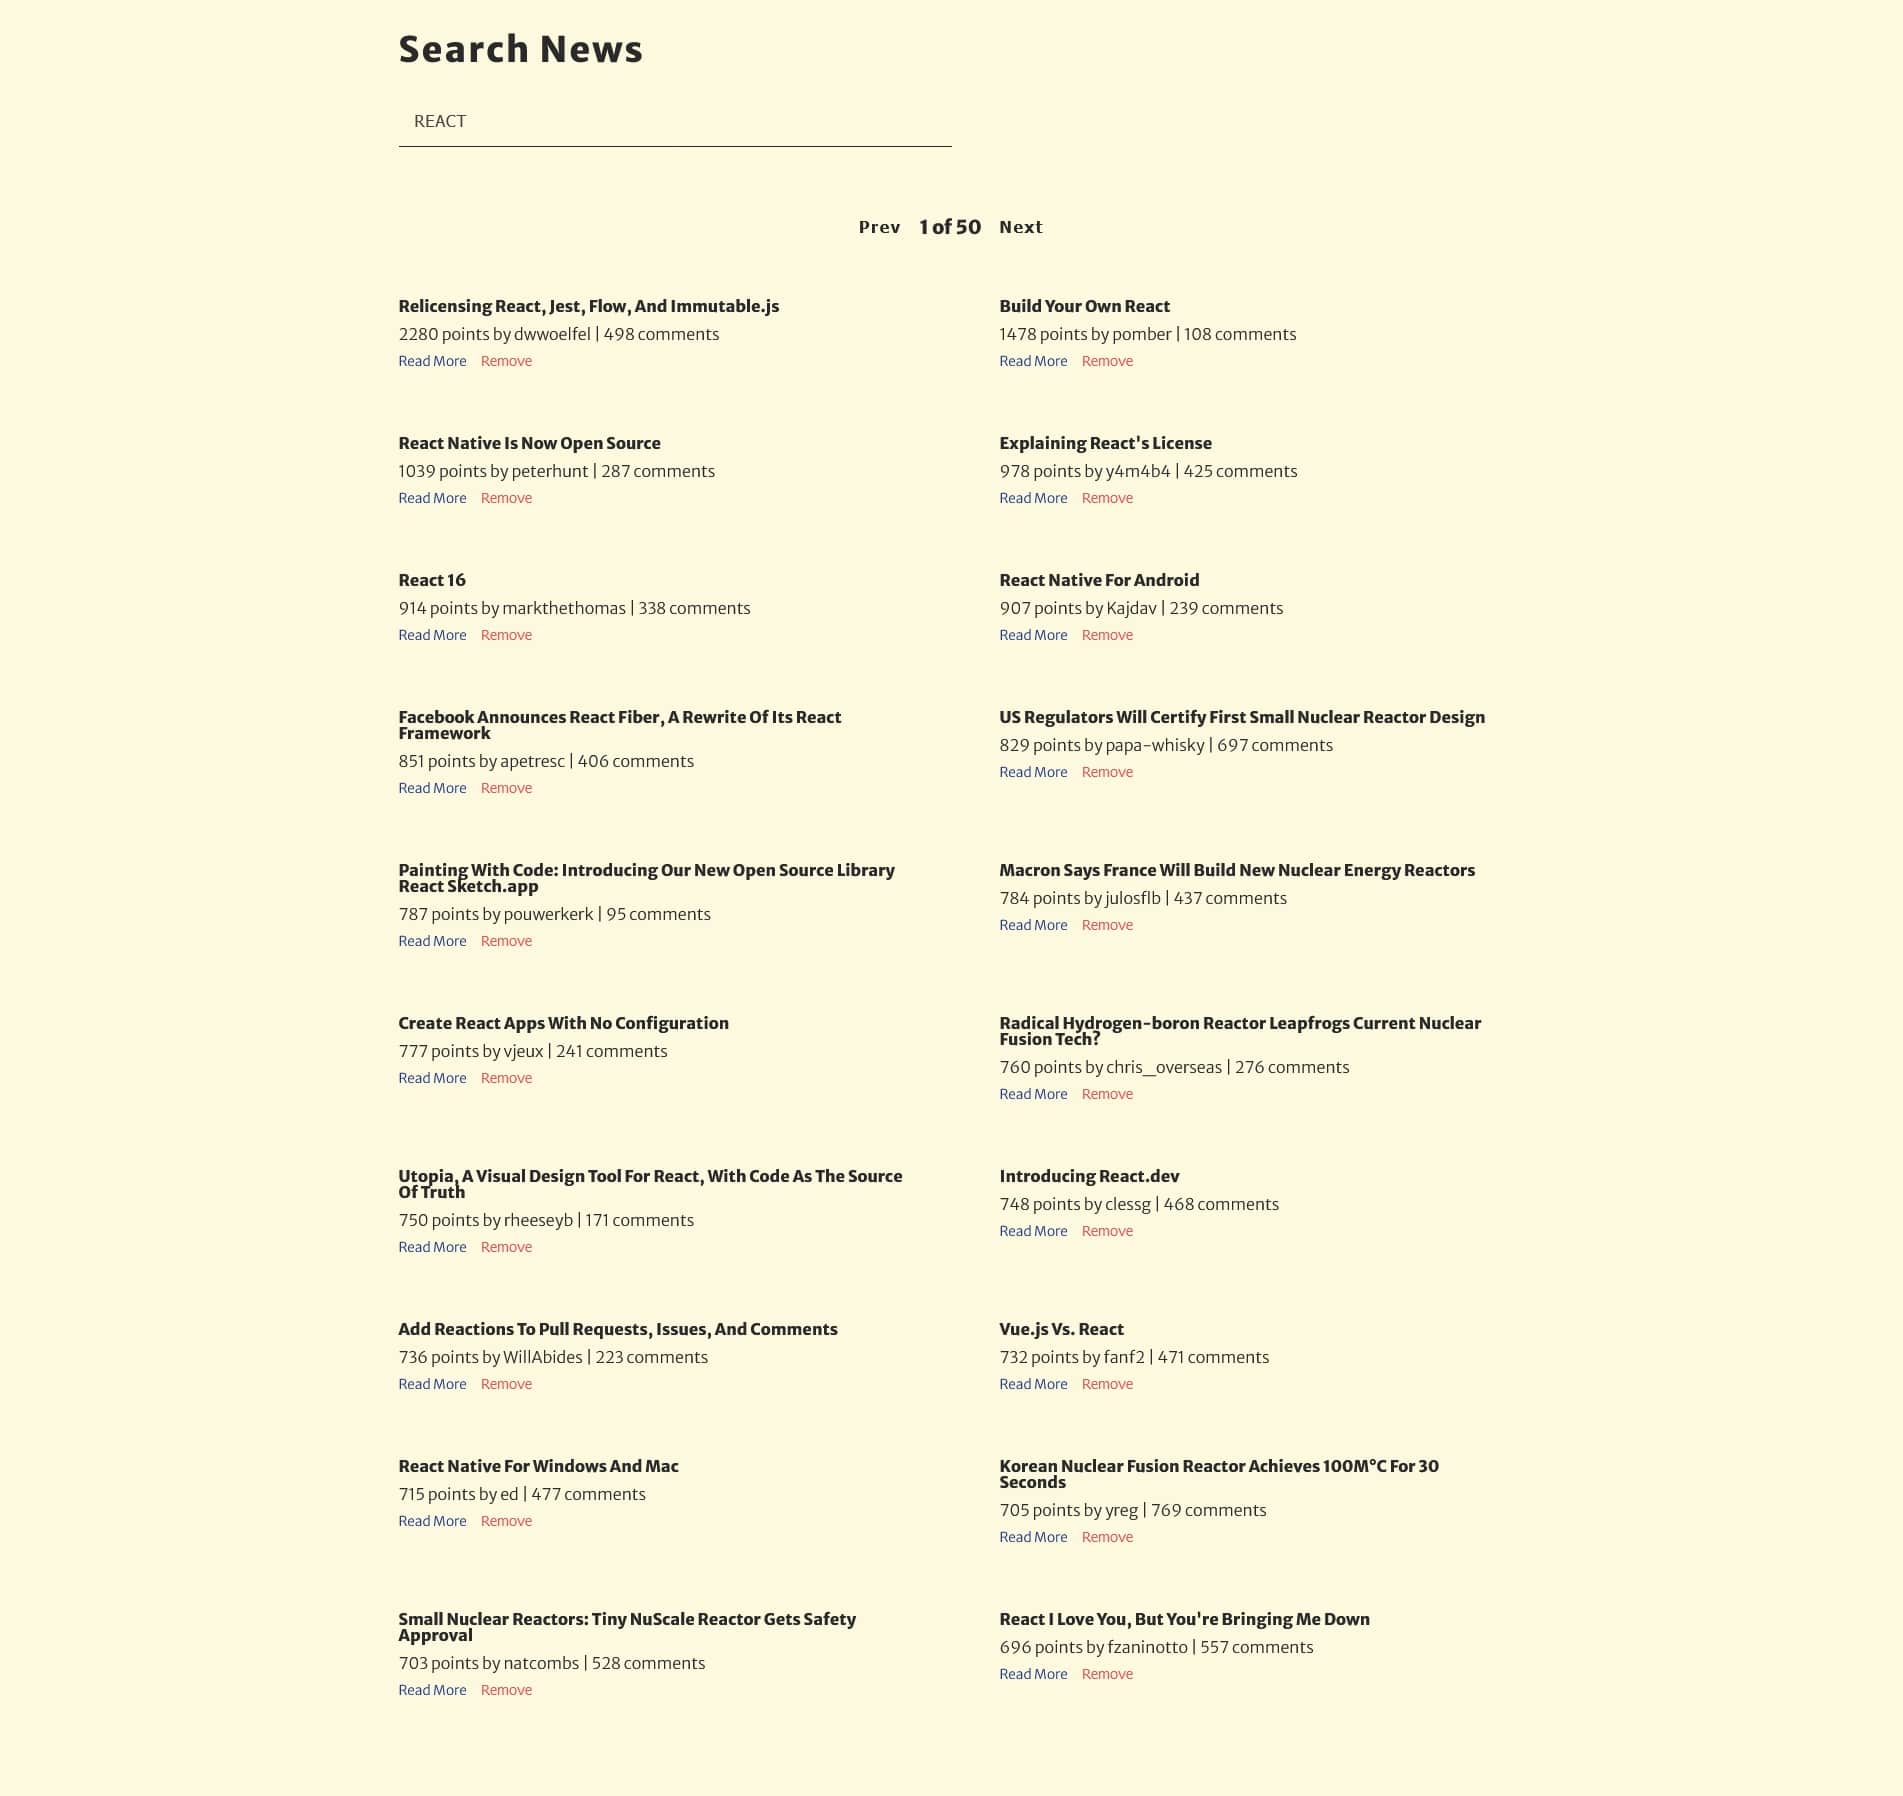 Search News
REACT
Prev 1 of 50 Next
Relicensing React, Jest, Flow, And Immutable.js
2280 points by dwwoelfel | 498 comments
Read More Remove
Build Your Own React
1478 points by pomber | 108 comments
Read More Remove
React Native Is Now Open Source
1039 points by peterhunt | 287 comments
Read More Remove
Explaining React's License
978 points by y4m4b4 | 425 comments
Read More Remove
React 16
914 points by markthethomas | 338 comments
Read More Remove
React Native For Android
907 points by Kajdav | 239 comments
Read More Remove
Facebook Announces React Fiber, A Rewrite Of Its React
Framework
851 points by apetresc | 406 comments
Read More Remove
US Regulators Will Certify First Small Nuclear Reactor Design
829 points by papa-whisky | 697 comments
Read More Remove
Painting With Code: Introducing Our New Open Source Library
React Sketch.app
787 points by pouwerkerk | 95 comments
Read More Remove
Macron Says France Will Build New Nuclear Energy Reactors
784 points by julosflb | 437 comments
Read More Remove
Create React Apps With No Configuration
777 points by vjeux | 241 comments
Read More Remove
Radical Hydrogen-boron Reactor Leapfrogs Current Nuclear
Fusion Tech?
760 points by chris_overseas | 276 comments
Read More Remove
Utopia, A Visual Design Tool For React, With Code As The Source
Of Truth
750 points by rheeseyb | 171 comments
Read More Remove
Introducing React.dev
748 points by clessg | 468 comments
Read More Remove
Add Reactions To Pull Requests, Issues, And Comments
736 points by WillAbides | 223 comments
Read More Remove
Vue.js Vs. React
732 points by fanf2 | 471 comments
Read More Remove
React Native For Windows And Mac
715 points by ed | 477 comments
Read More Remove
Korean Nuclear Fusion Reactor Achieves 100M°C For 30
Seconds
705 points by yreg | 769 comments
Read More Remove
Small Nuclear Reactors: Tiny NuScale Reactor Gets Safety
Approval
703 points by natcombs | 528 comments
Read More Remove
React I Love You, But You're Bringing Me Down
696 points by fzaninotto | 557 comments
Read More Remove